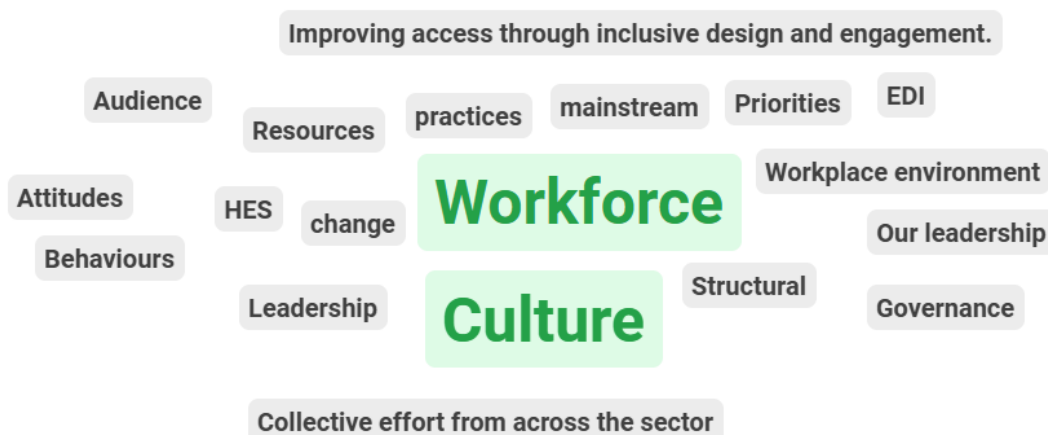 Improving access through inclusive design and engagement.
Audience
Resources
practices
mainstream
Priorities
EDI
Attitudes
HES
change
Workforce
Workplace environment
Behaviours
Our leadership
Leadership
Culture
Structural
Governance
Collective effort from across the sector